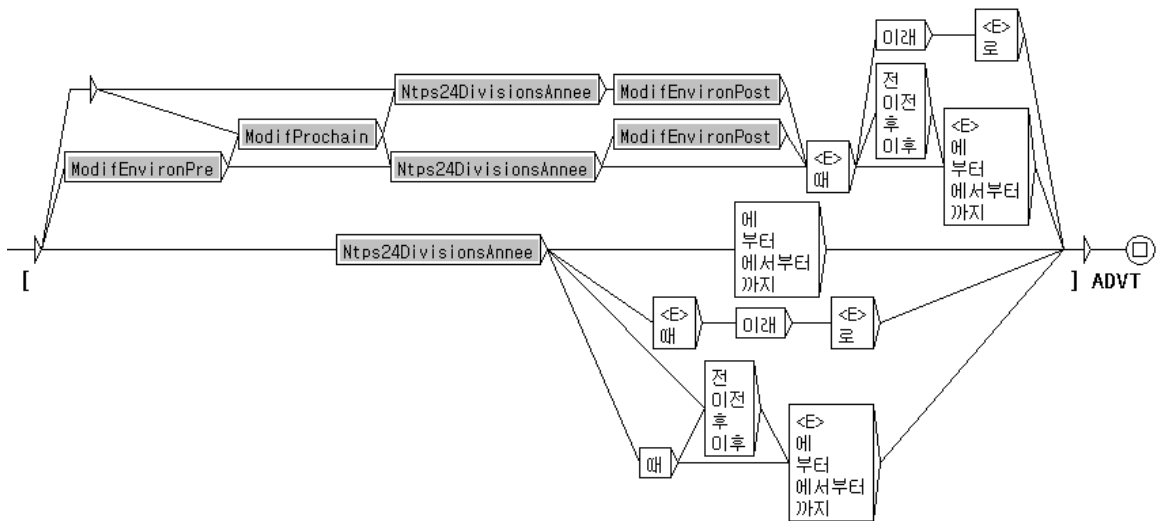 이래
<E>
로
Ntps24DivisionsAnnee
ModifEnvironPost
전
이전
후
이후
ModifProchain
ModifEnvironPost
<E>
에
부터
에서부터
까지
ModifEnvironPre
Ntps24DivisionsAnnee
<E>
때
Ntps24DivisionsAnnee
에
부터
에서부터
까지
[
] ADVT
<E>
때
이래
<E>
로
전
이전
후
이후
때
<E>
에
부터
에서부터
까지